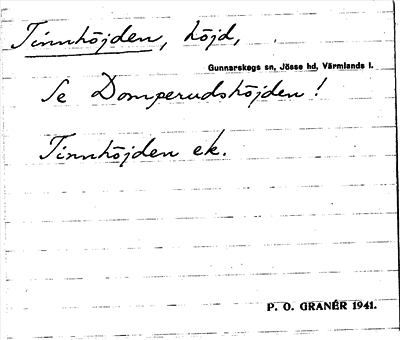 Tinnhöjden, höjd,
Gunnarskogs sn, Jösse hd, Värmlands l.
Se Domperudshöjden!
Tinnhöjden ek.
P. O. GRANÉR 1941.